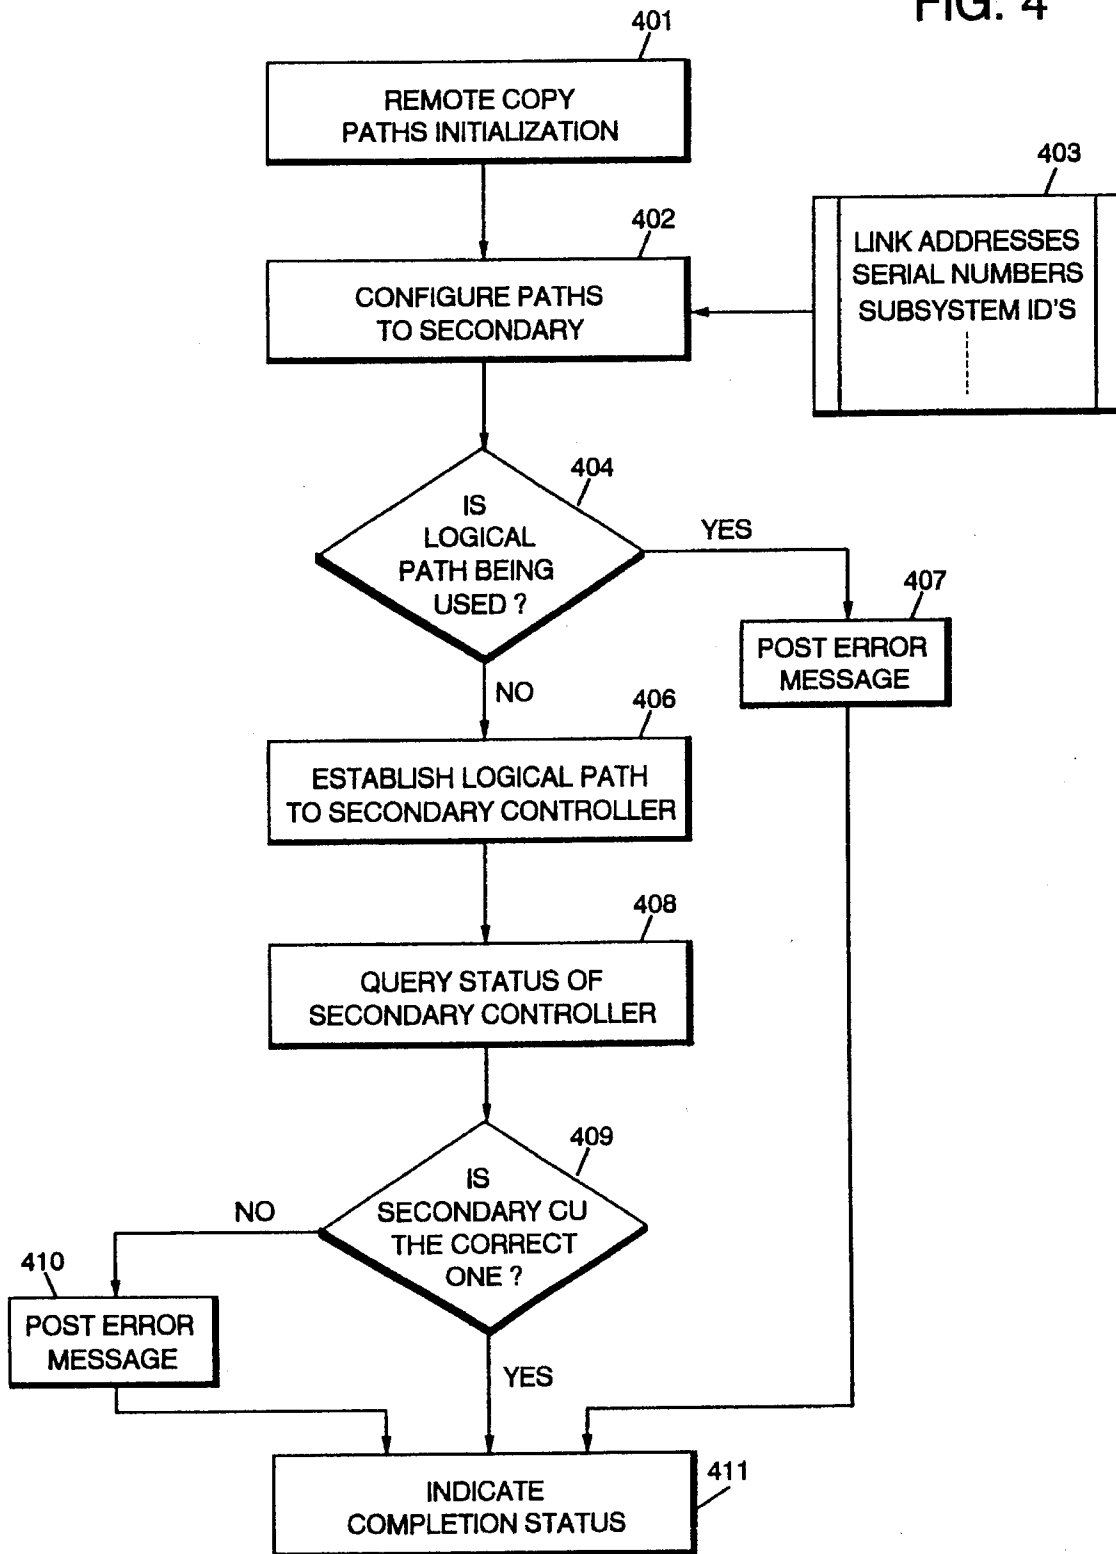 FIG. 4
401
REMOTE COPY
PATHS INITIALIZATION
402
CONFIGURE PATHS
TO SECONDARY
403
LINK ADDRESSES
SERIAL NUMBERS
SUBSYSTEM ID'S
404
IS
LOGICAL
PATH BEING
USED ?
YES
407
POST ERROR
MESSAGE
NO
406
ESTABLISH LOGICAL PATH
TO SECONDARY CONTROLLER
408
QUERY STATUS OF
SECONDARY CONTROLLER
409
IS
SECONDARY CU
THE CORRECT
ONE ?
NO
410
POST ERROR
MESSAGE
YES
411
INDICATE
COMPLETION STATUS